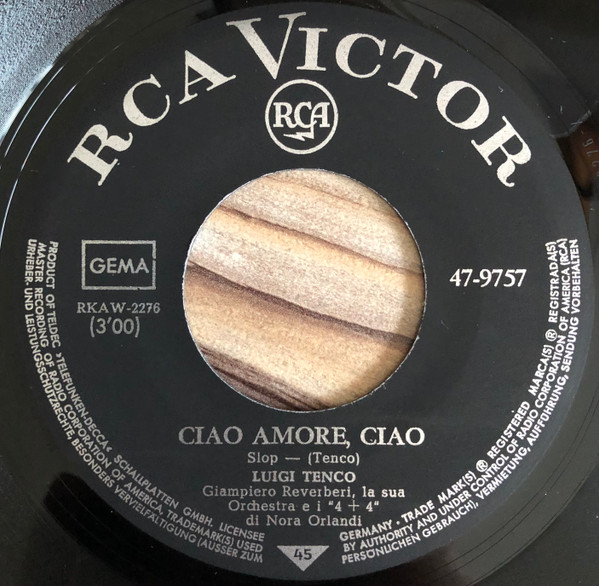 RCA VICTOR
RCA
GEMA
RKAW-2276
(3'00)
47-9757
CIAO AMORE, CIAO
Slop — (Tenco)
LUIGI TENCO
Giampiero Reverberi, la sua
Orchestra e i "4 + 4"
di Nora Orlandi
45
PRODUCT OF TELDEC »TELEFUNKEN-DECCA« SCHALLPLATTEN GMBH. LICENSEE
MASTER RECORDING OF RADIO CORPORATION OF AMERICA, TRADEMARK(S) USED
URHEBER- UND LEISTUNGSSCHUTZRECHTE, BESONDERS VERVIELFÄLTIGUNG (AUSSER ZUM
GERMANY - TRADE MARK(S) ® REGISTERED MARCA(S) ® REGISTRADA(S)
BY AUTHORITY AND UNDER CONTROL OF RADIO CORPORATION OF AMERICA (RCA)
PERSÖNLICHEN GEBRAUCH), VERMIETUNG, AUFFÜHRUNG, SENDUNG VORBEHALTEN